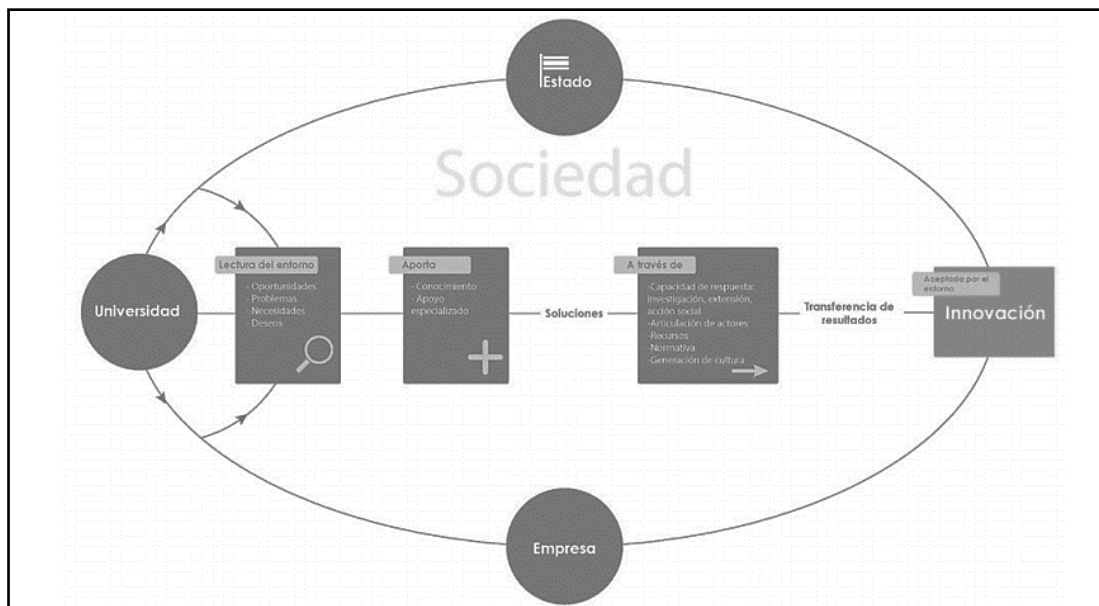 Estado
Sociedad
Universidad
Lectura del entorno
- Oportunidades
- Problemas
- Necesidades
- Deseos
Aporta
- Conocimiento
- Apoyo
especializado
Soluciones
A través de
-Capacidad de respuesta:
investigación, extensión,
acción social
-Articulación de actores
-Recursos
-Normativa
-Generación de cultura
Transferencia de
resultados
Aceptada por el
entorno
Innovación
Empresa